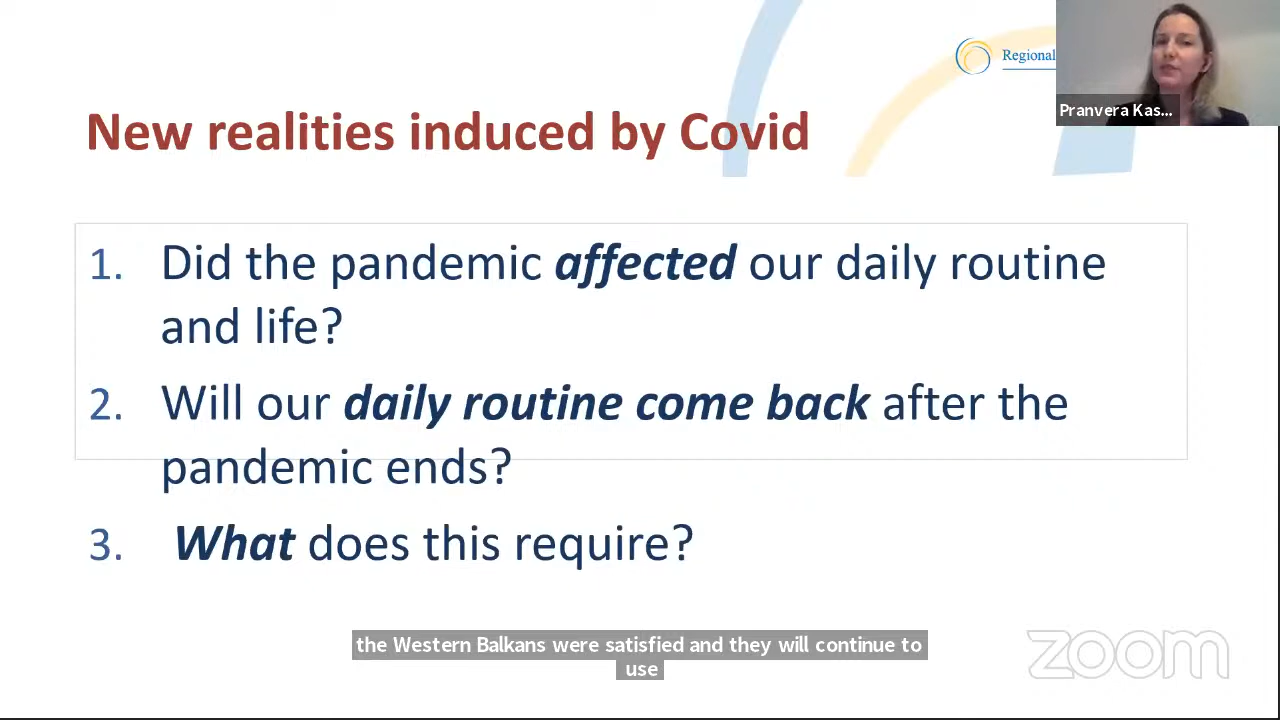 Regional
Pranvera Kas...
New realities induced by Covid
1. Did the pandemic affected our daily routine
and life?
2. Will our daily routine come back after the
pandemic ends?
3. What does this require?
the Western Balkans were satisfied and they will continue to
use
zoom